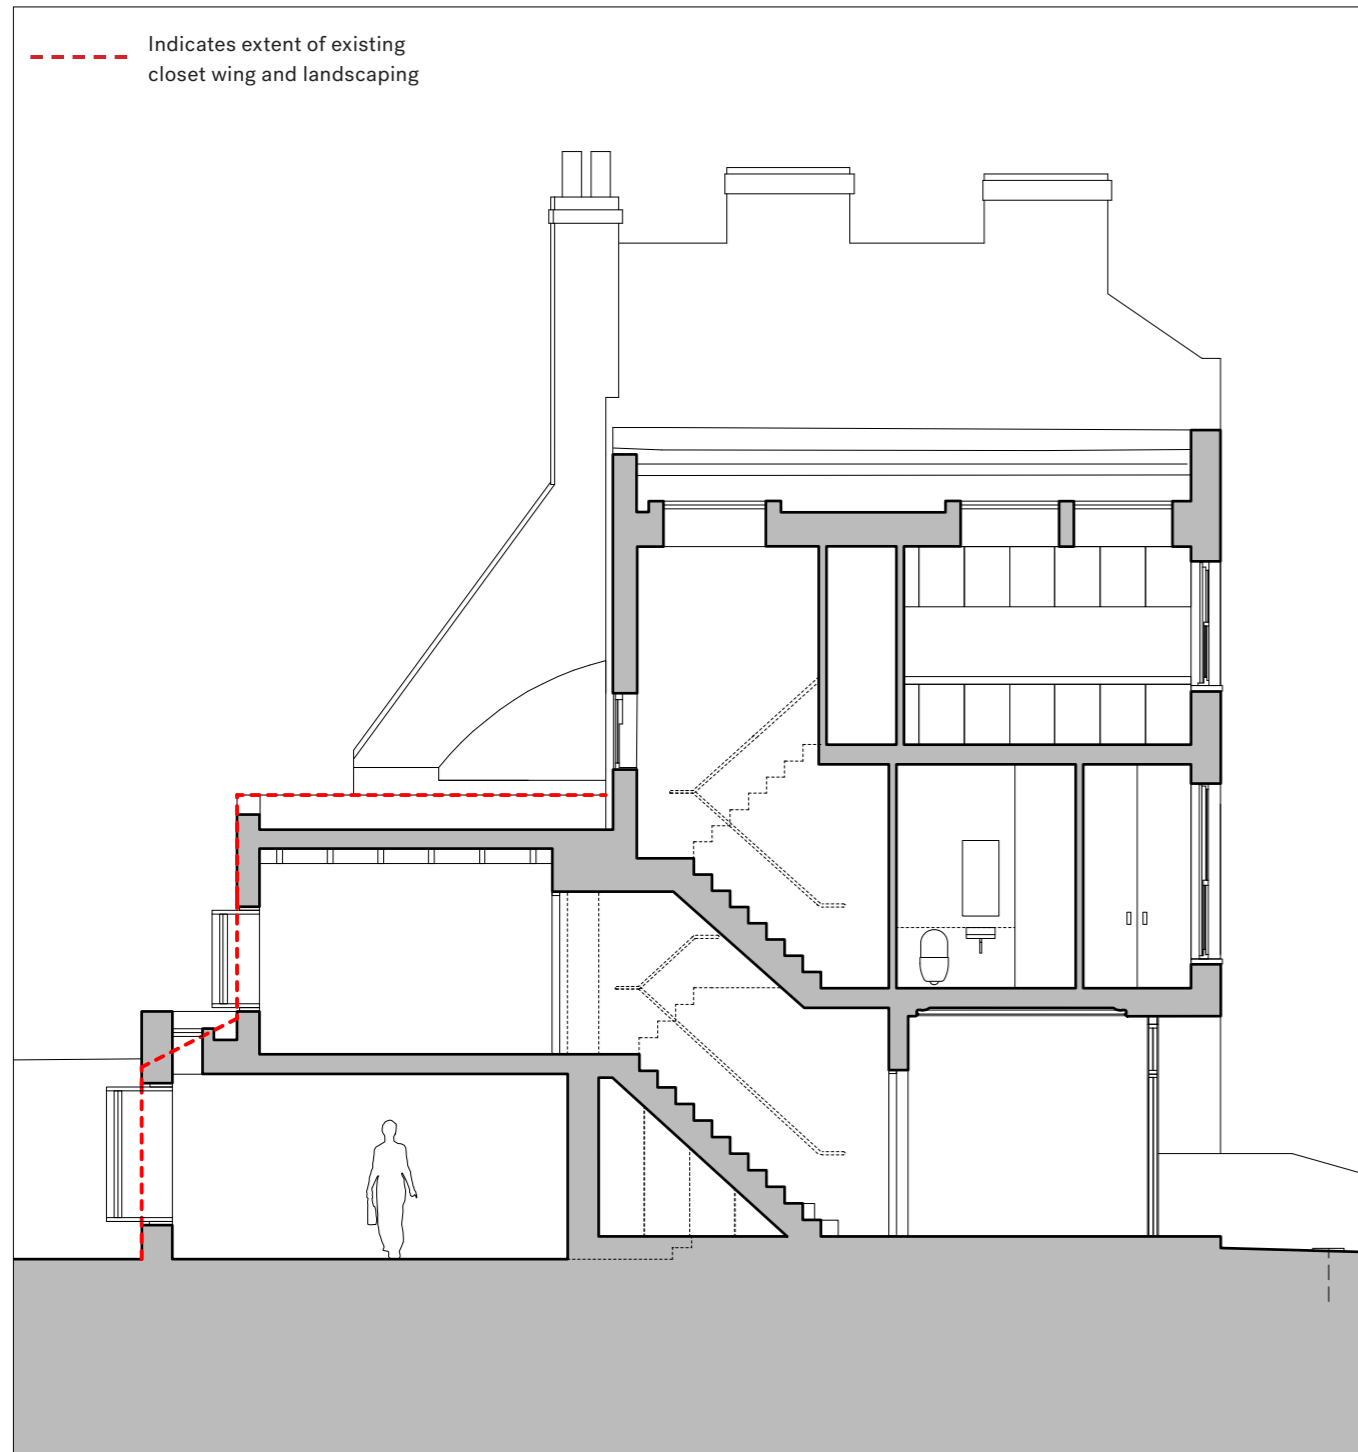 Indicates extent of existing
closet wing and landscaping